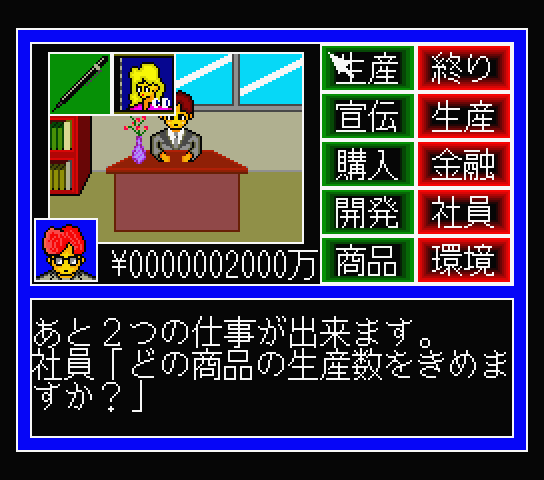 生産 終り
宣伝 生産
購入 金融
開発 社員
商品 環境
CD
¥0000002000万
あと2つの仕事が出来ます。
社員「どの商品の生産数をきめま
すか?」